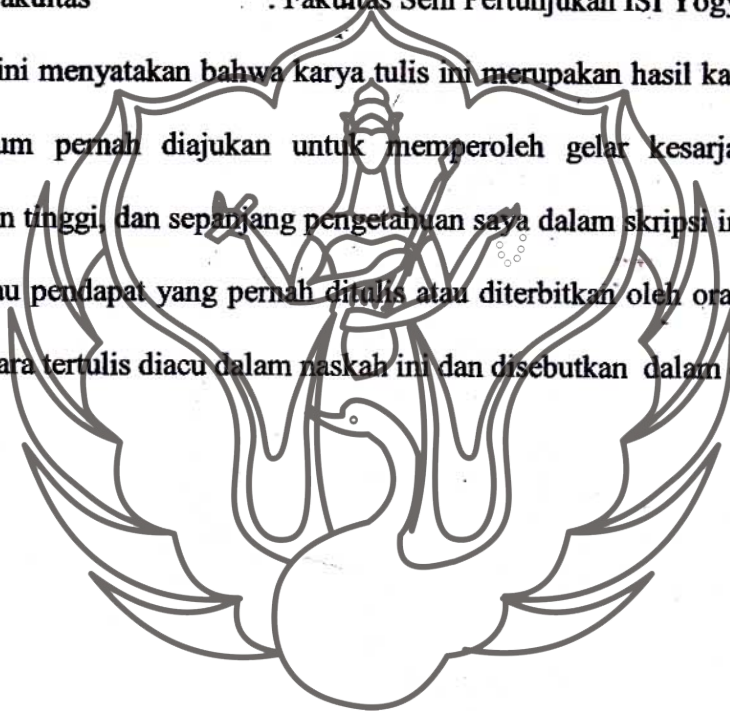 akultas : Fakultas Seni Pertunjukan ISI Yogy
ini menyatakan bahwa karya tulis ini merupakan hasil ka
um pernah diajukan untuk memperoleh gelar kesarja
n tinggi, dan sepanjang pengetahuan saya dalam skripsi i
au pendapat yang pernah ditulis atau diterbitkan oleh ora
ara tertulis diacu dalam naskah ini dan disebutkan dalam